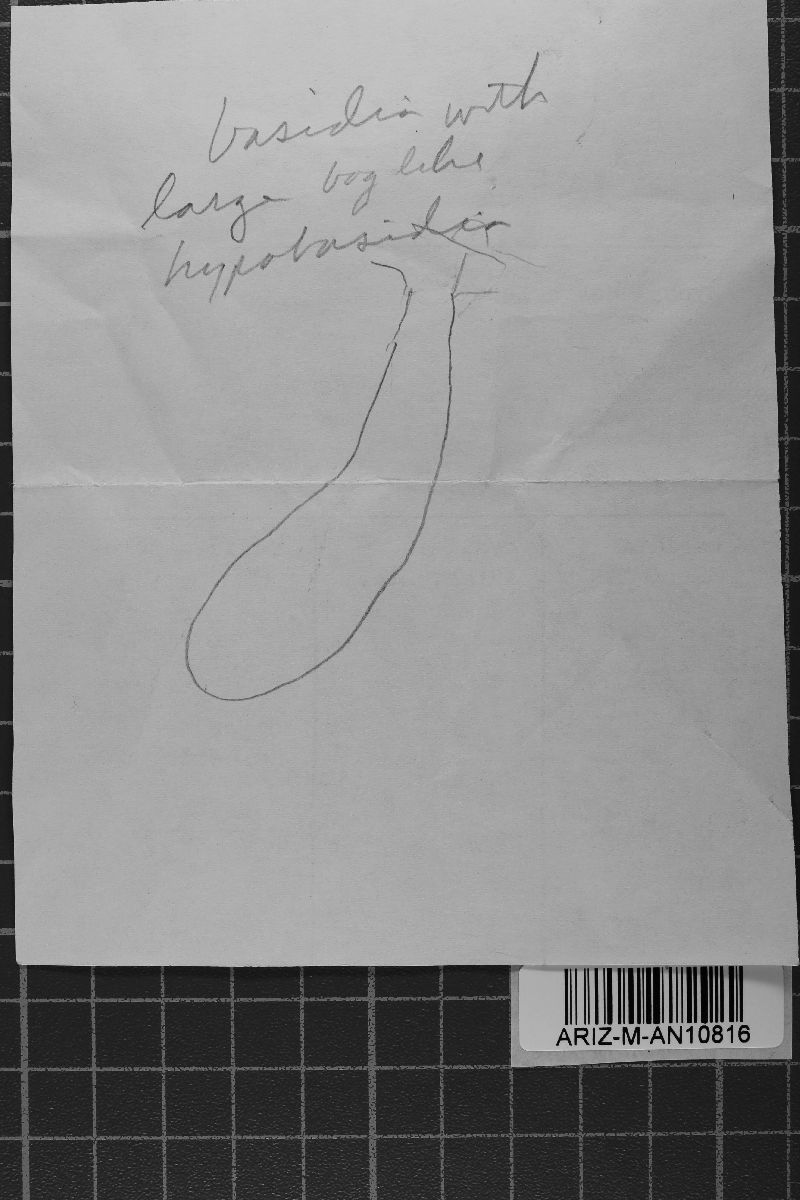 basidia with
large bag like
hypobasidia
ARIZ-M-AN10816